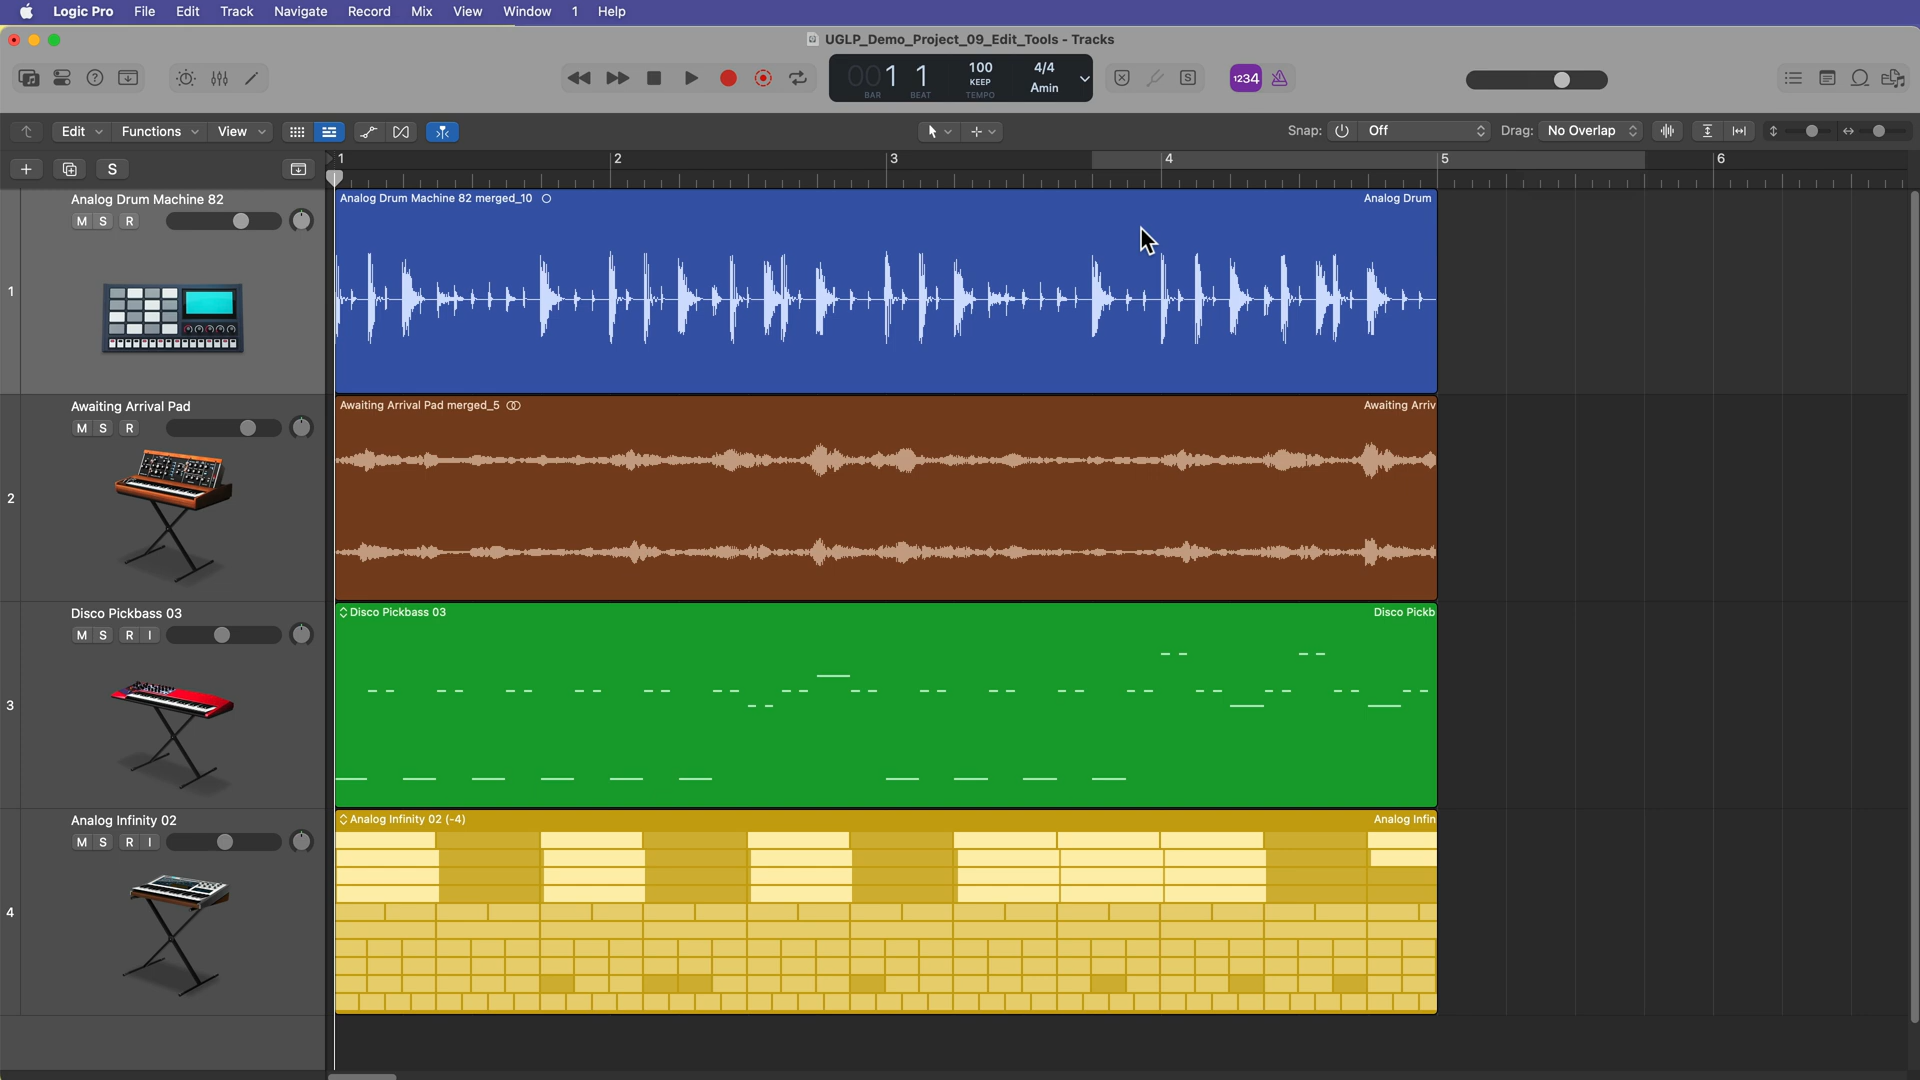 Logic Pro File Edit Track Navigate Record Mix View Window 1 Help
UGLP_Demo_Project_09_Edit_Tools - Tracks
001 1 100 4/4
KEEP Amin
BAR BEAT TEMPO
S 1234
Edit Functions View Snap: Off Drag: No Overlap
S 1 2 3 4 5 6
Analog Drum Machine 82
M S R
1
Analog Drum Machine 82 merged_10 Analog Drum
Awaiting Arrival Pad
M S R
2
Awaiting Arrival Pad merged_5 Awaiting Arriv
Disco Pickbass 03
M S R I
3
Disco Pickbass 03 Disco Pickb
Analog Infinity 02
M S R I
4
Analog Infinity 02 (-4) Analog Infin